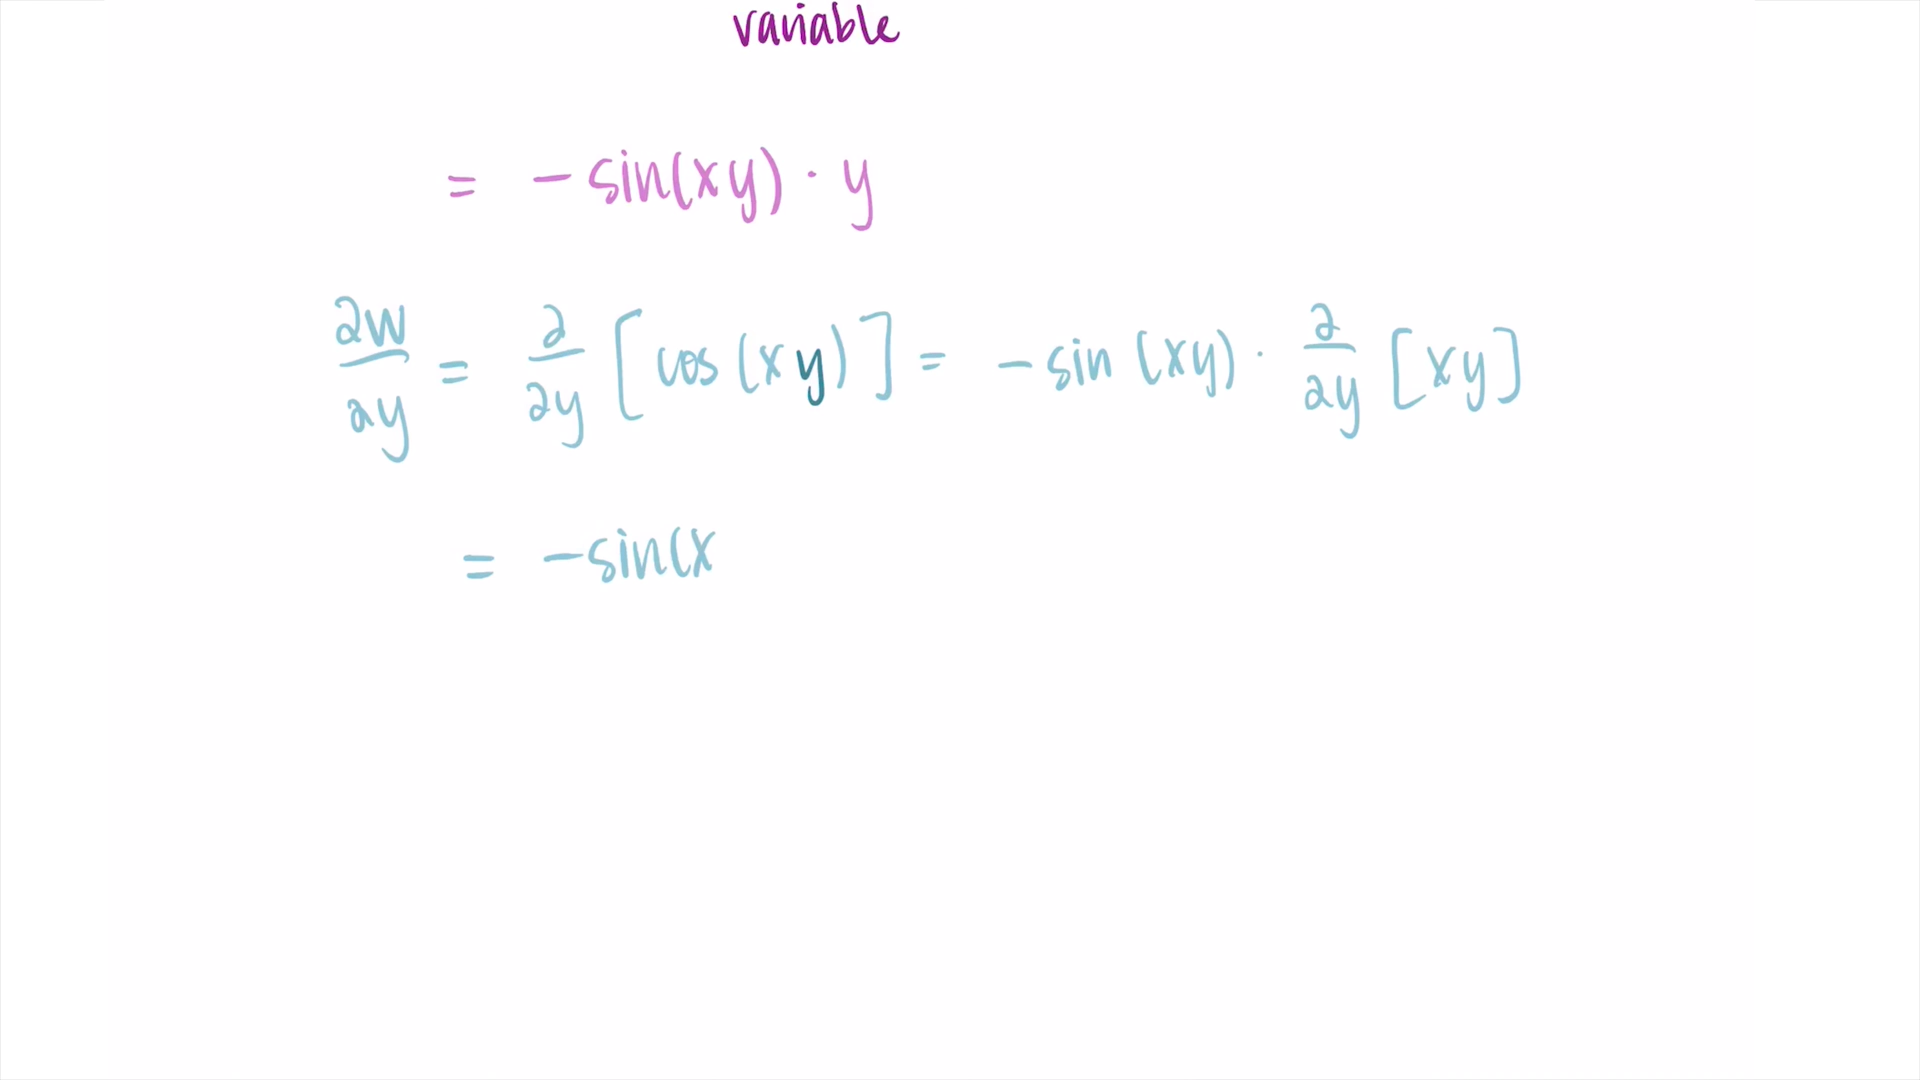 variable
= - sin(xy) · y
∂w/∂y = ∂/∂y [cos(xy)] = - sin (xy) · ∂/∂y [xy]
= -sin(x